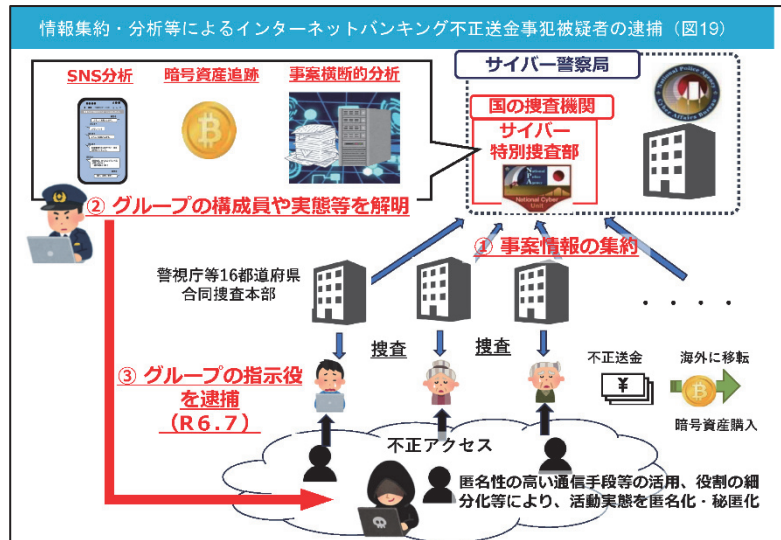 情報集約・分析等によるインターネットバンキング不正送金事犯被疑者の逮捕（図19）
SNS分析
暗号資産追跡
事案横断的分析
サイバー警察局
国の捜査機関
サイバー
特別捜査部
National Police Agency
Cyber Affairs Bureau
National Cyber
Unit
② グループの構成員や実態等を解明
① 事案情報の集約
警視庁等16都道府県
合同捜査本部
・・・・
捜査
捜査
③ グループの指示役
を逮捕
（R６.７）
不正送金
¥
海外に移転
暗号資産購入
不正アクセス
匿名性の高い通信手段等の活用、役割の細
分化等により、活動実態を匿名化・秘匿化